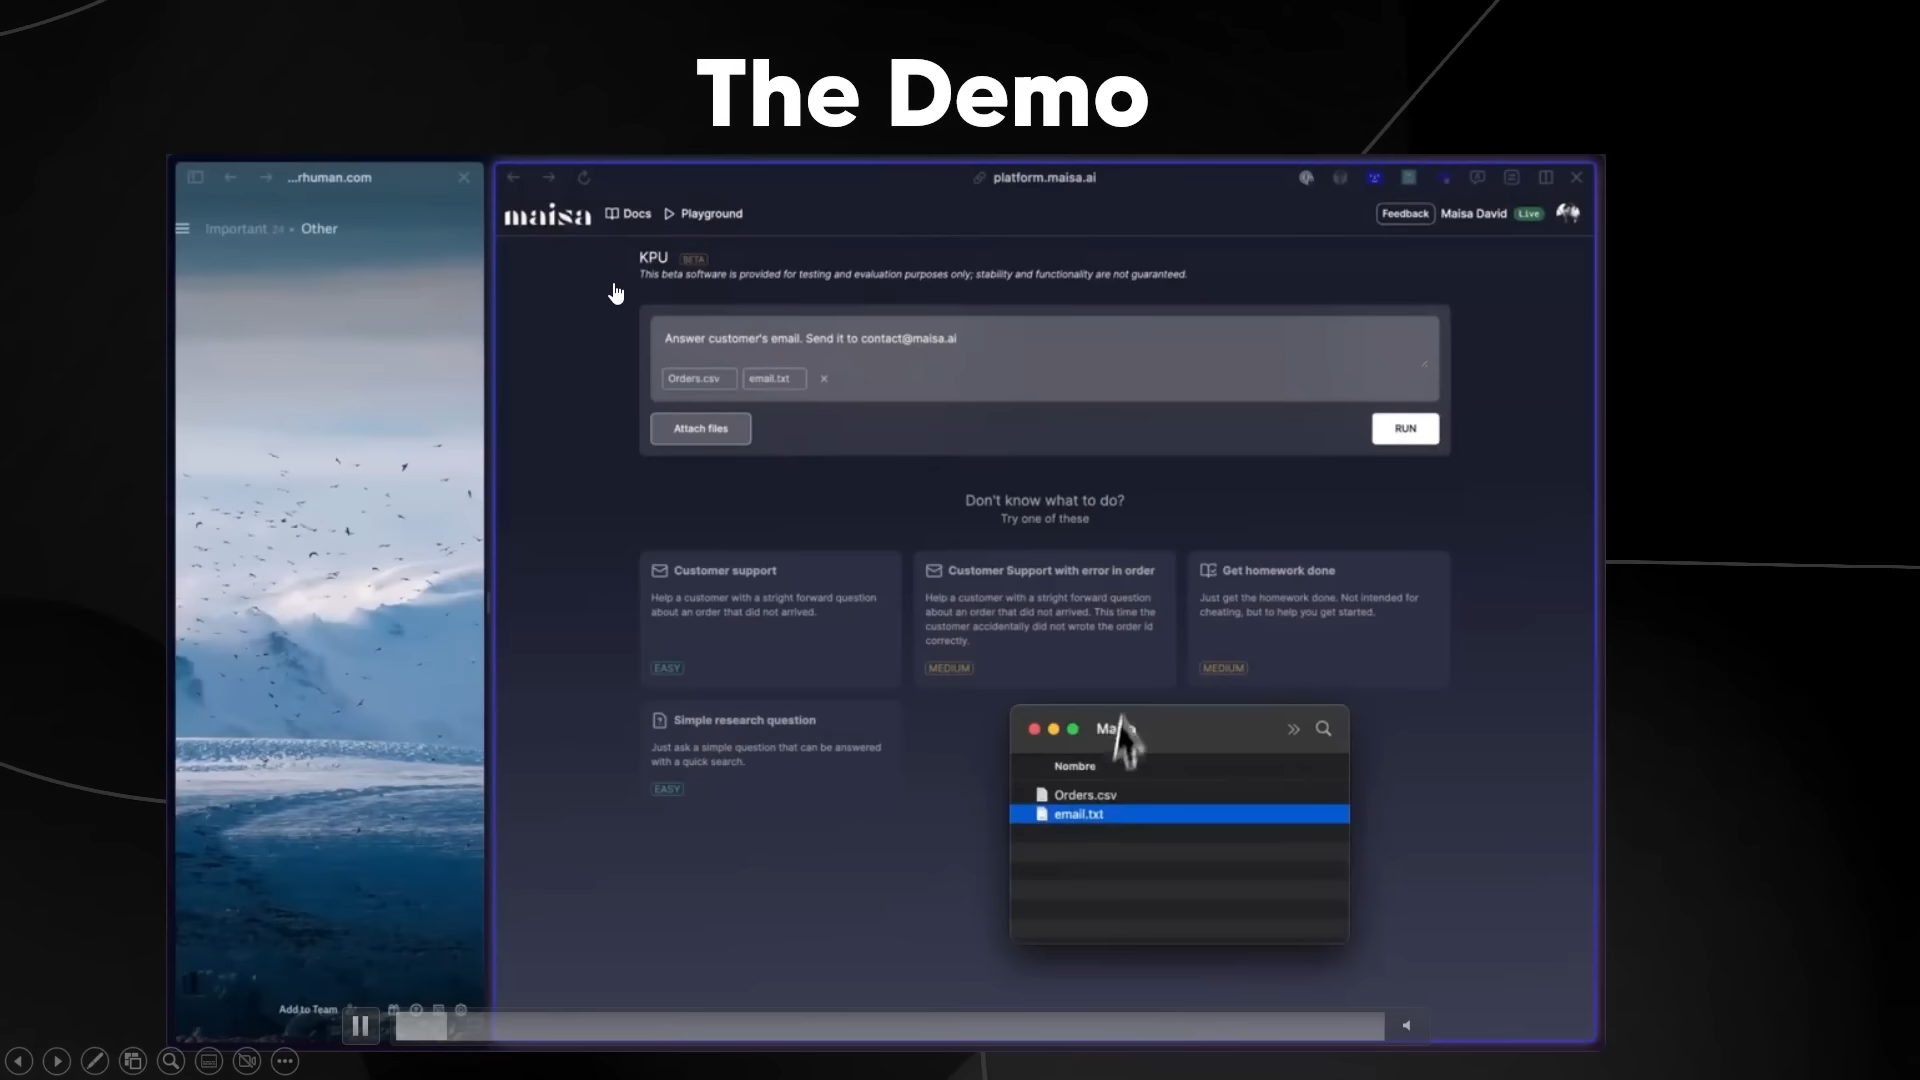 The Demo
...rhuman.com
platform.maisa.ai
Important 24 • Other
maisa
Docs
Playground
Feedback
Maisa David
Live
KPU BETA
This beta software is provided for testing and evaluation purposes only; stability and functionality are not guaranteed.
Answer customer's email. Send it to contact@maisa.ai
Orders.csv
email.txt
Attach files
RUN
Don't know what to do?
Try one of these
Customer support
Help a customer with a stright forward question
about an order that did not arrived.
EASY
Customer Support with error in order
Help a customer with a stright forward question
about an order that did not arrived. This time the
customer accidentally did not wrote the order id
correctly.
MEDIUM
Get homework done
Just get the homework done. Not intended for
cheating, but to help you get started.
MEDIUM
Simple research question
Just ask a simple question that can be answered
with a quick search.
EASY
Nombre
Orders.csv
email.txt
Add to Team